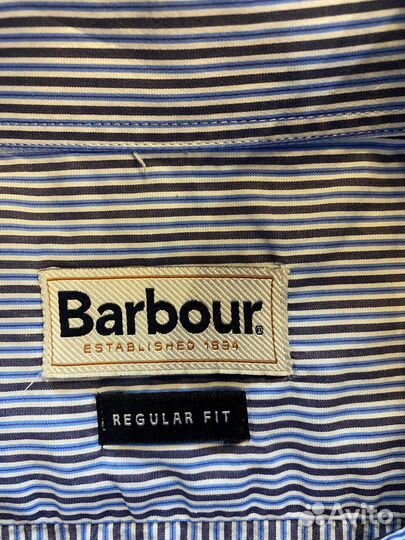 Barbour®
ESTABLISHED 1894
REGULAR FIT
Avito